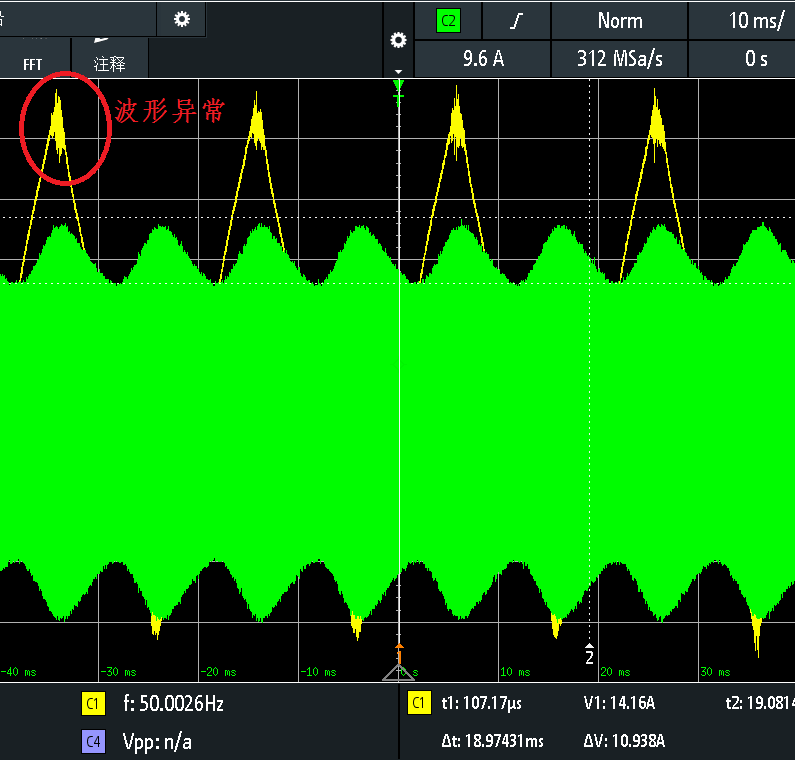 C2
Norm
10 ms/
FFT
注释
9.6 A
312 MSa/s
0 s
波形异常
T
2
-40 ms
-30 ms
-20 ms
-10 ms
10 ms
20 ms
30 ms
C1 f: 50.0026Hz
C4 Vpp: n/a
C1 t1: 107.17µs V1: 14.16A t2: 19.0814
Δt: 18.97431ms ΔV: 10.938A